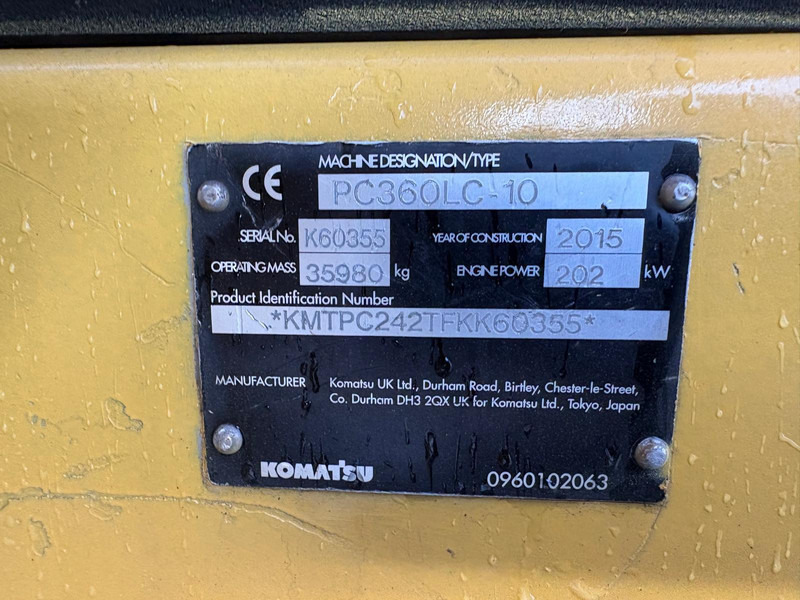 CE MACHINE DESIGNATION/TYPE
PC360LC-10
SERIAL No. K60355 YEAR OF CONSTRUCTION 2015
OPERATING MASS 35980 kg ENGINE POWER 202 kW
Product Identification Number
*KMTPC242TFKK60355*
MANUFACTURER Komatsu UK Ltd., Durham Road, Birtley, Chester-le-Street,
Co. Durham DH3 2QX UK for Komatsu Ltd., Tokyo, Japan
KOMATSU 0960102063